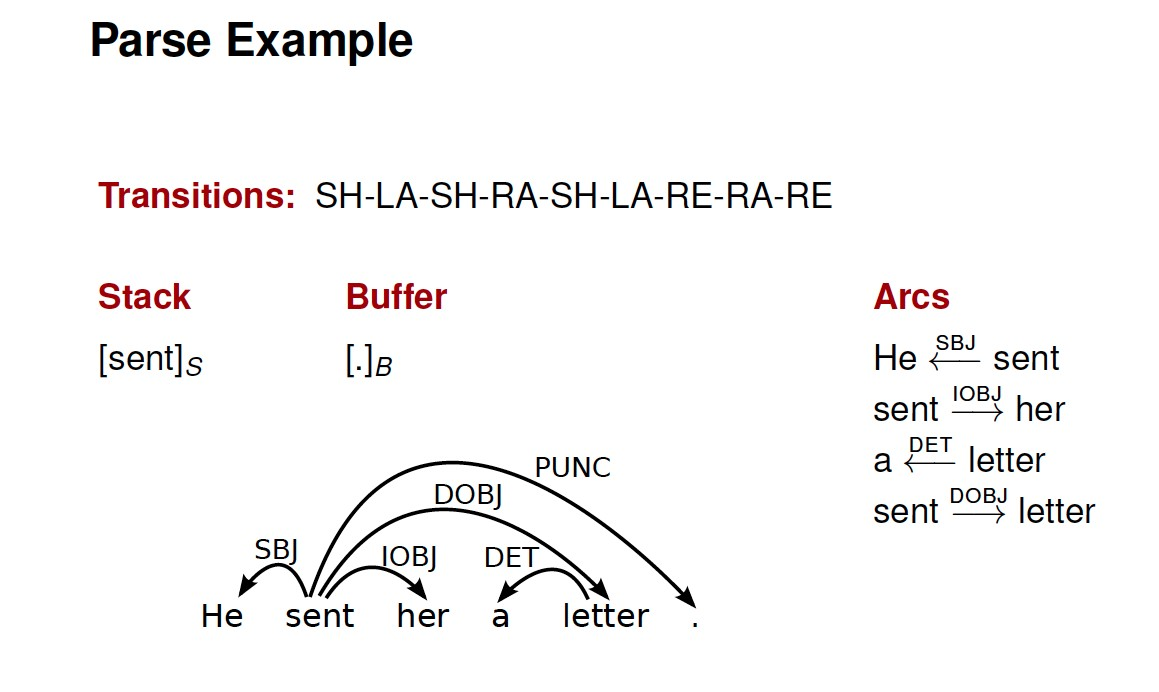 Parse Example
Transitions: SH-LA-SH-RA-SH-LA-RE-RA-RE
Stack Buffer Arcs
[sent]S [.]B He ⟵SBJ sent
sent ⟶IOBJ her
a ⟵DET letter
sent ⟶DOBJ letter
PUNC
DOBJ
SBJ IOBJ DET
He sent her a letter .